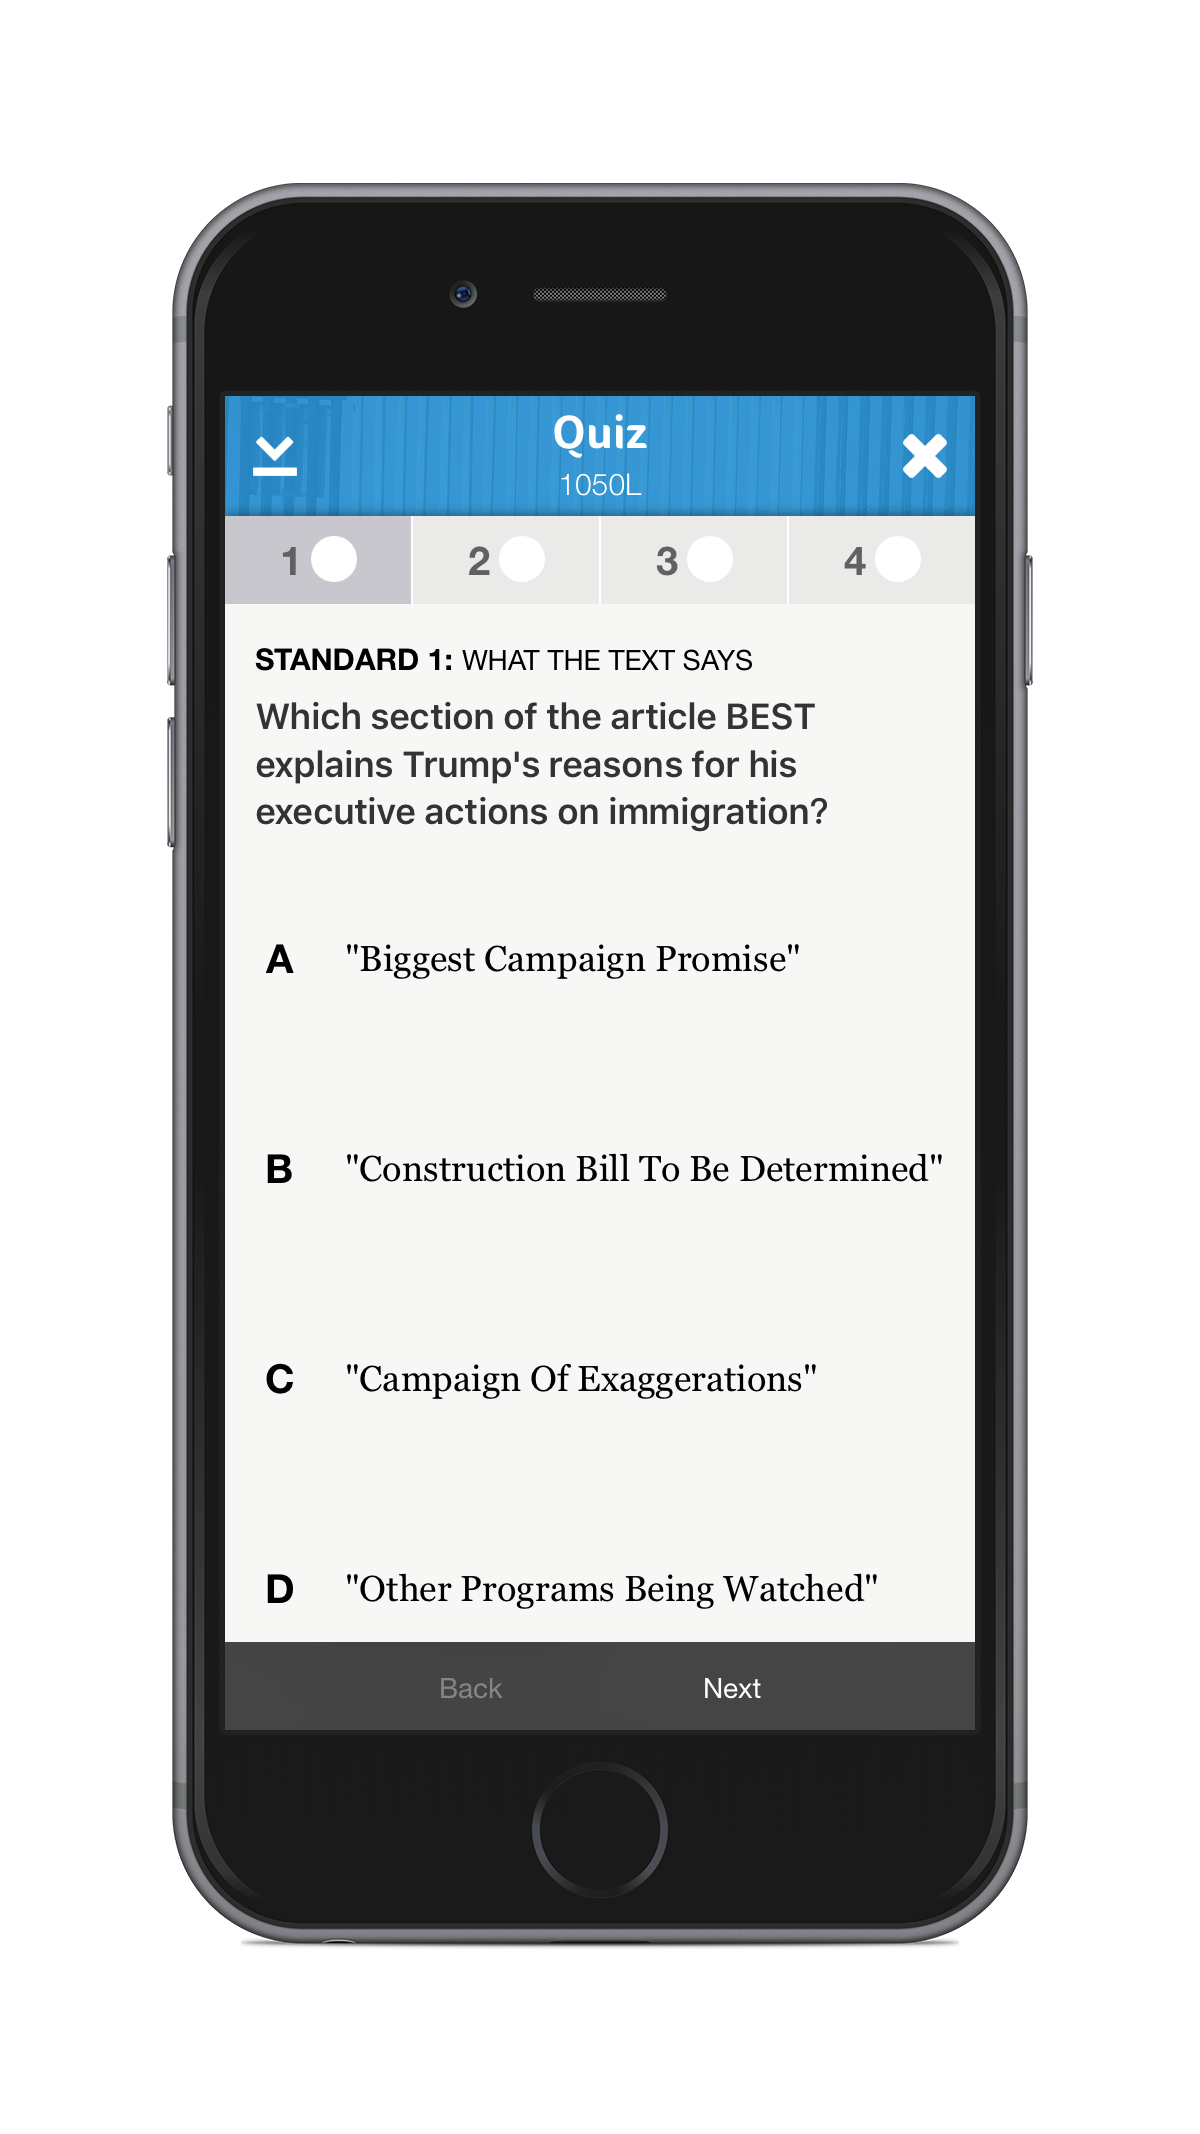 Quiz
1050L
1
2
3
4
STANDARD 1: WHAT THE TEXT SAYS
Which section of the article BEST
explains Trump's reasons for his
executive actions on immigration?
A "Biggest Campaign Promise"
B "Construction Bill To Be Determined"
C "Campaign Of Exaggerations"
D "Other Programs Being Watched"
Back Next